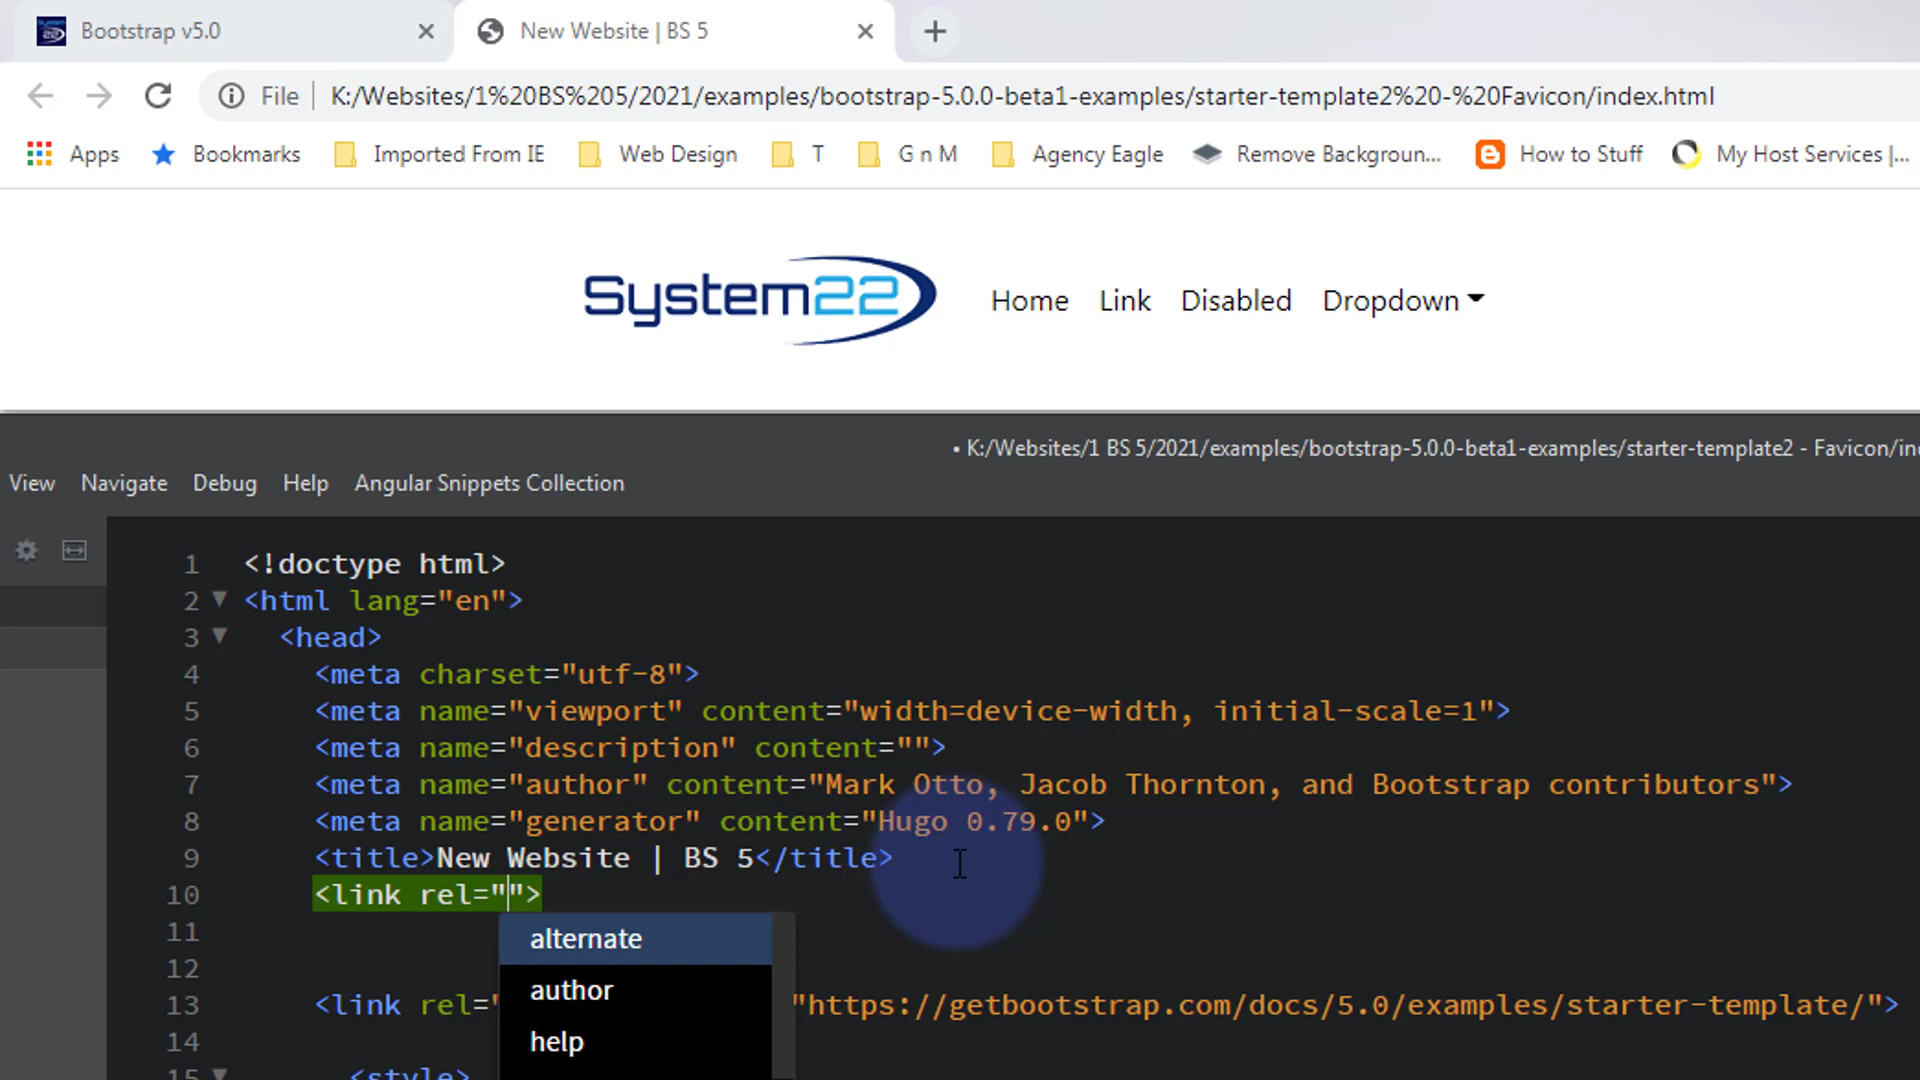 Bootstrap v5.0
New Website | BS 5
File
K:/Websites/1%20BS%205/2021/examples/bootstrap-5.0.0-beta1-examples/starter-template2%20-%20Favicon/index.html
Apps Bookmarks Imported From IE Web Design T G n M Agency Eagle Remove Backgroun... How to Stuff My Host Services |...
System22 Home Link Disabled Dropdown
• K:/Websites/1 BS 5/2021/examples/bootstrap-5.0.0-beta1-examples/starter-template2 - Favicon/in
View Navigate Debug Help Angular Snippets Collection
1 <!doctype html>
2 <html lang="en">
3 <head>
4 <meta charset="utf-8">
5 <meta name="viewport" content="width=device-width, initial-scale=1">
6 <meta name="description" content="">
7 <meta name="author" content="Mark Otto, Jacob Thornton, and Bootstrap contributors">
8 <meta name="generator" content="Hugo 0.79.0">
9 <title>New Website | BS 5</title>
10 <link rel="">
11
alternate
12
author
13 <link rel=" "https://getbootstrap.com/docs/5.0/examples/starter-template/">
14
help
15 <style>